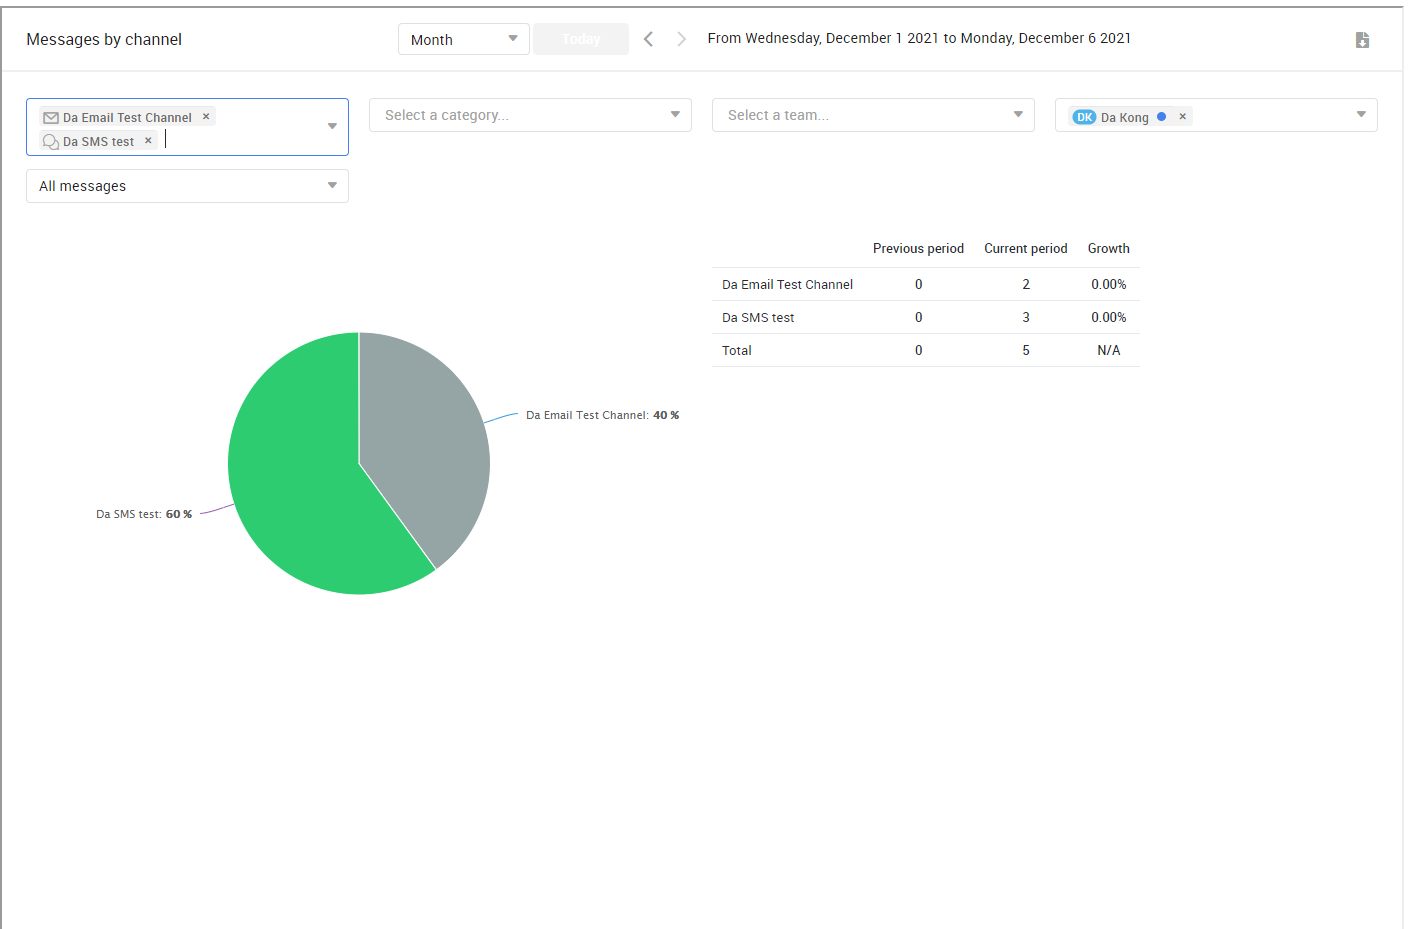 Messages by channel
Month
Today
From Wednesday, December 1 2021 to Monday, December 6 2021
Da Email Test Channel ×
Da SMS test ×
Select a category...
Select a team...
DK Da Kong ×
All messages
Previous period Current period Growth
Da Email Test Channel 0 2 0.00%
Da SMS test 0 3 0.00%
Total 0 5 N/A
Da Email Test Channel: 40 %
Da SMS test: 60 %